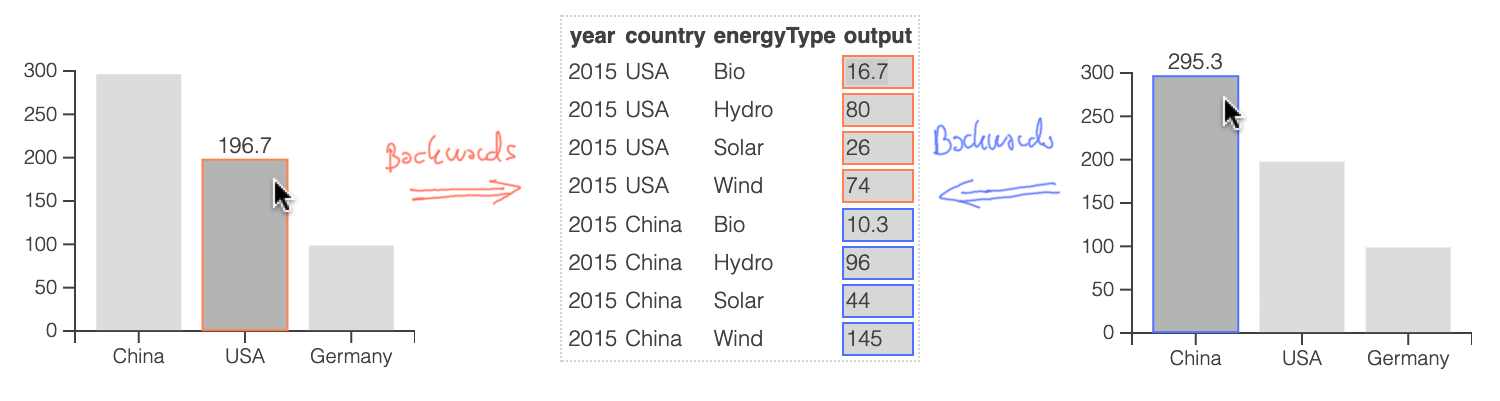 300
250
200
150
100
50
0
196.7
China USA Germany
Backwards
year country energyType output
2015 USA Bio 16.7
2015 USA Hydro 80
2015 USA Solar 26
2015 USA Wind 74
2015 China Bio 10.3
2015 China Hydro 96
2015 China Solar 44
2015 China Wind 145
Backwards
295.3
300
250
200
150
100
50
0
China USA Germany